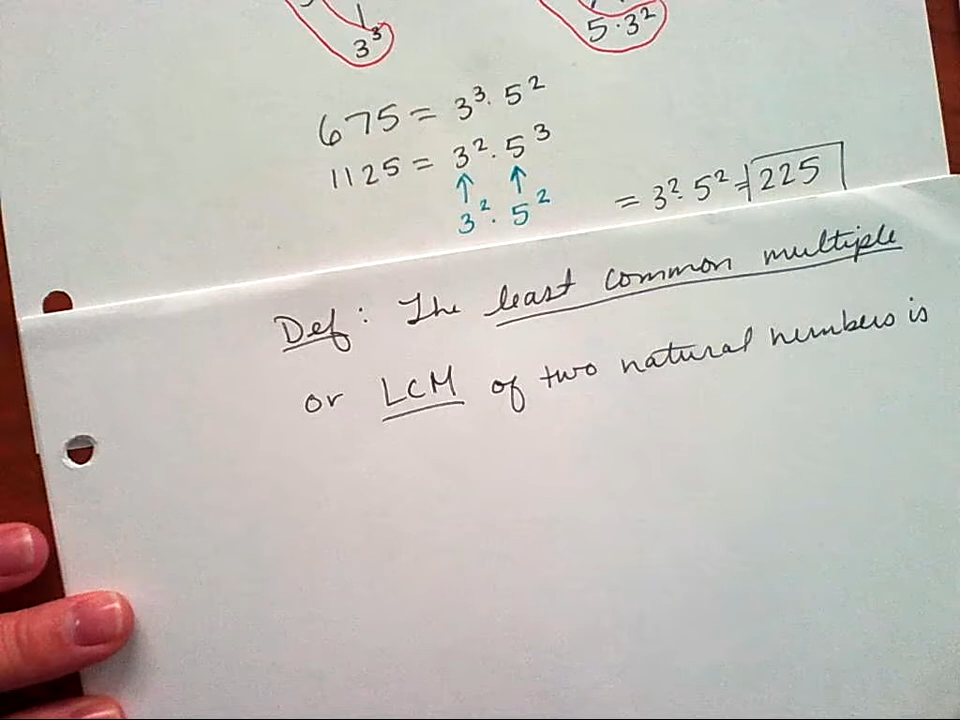 3³ 5·3²
675 = 3³· 5²
1125 = 3²· 5³
↑ ↑
3²· 5² = 3²· 5² = 225
Def: The least common multiple
or LCM of two natural numbers is